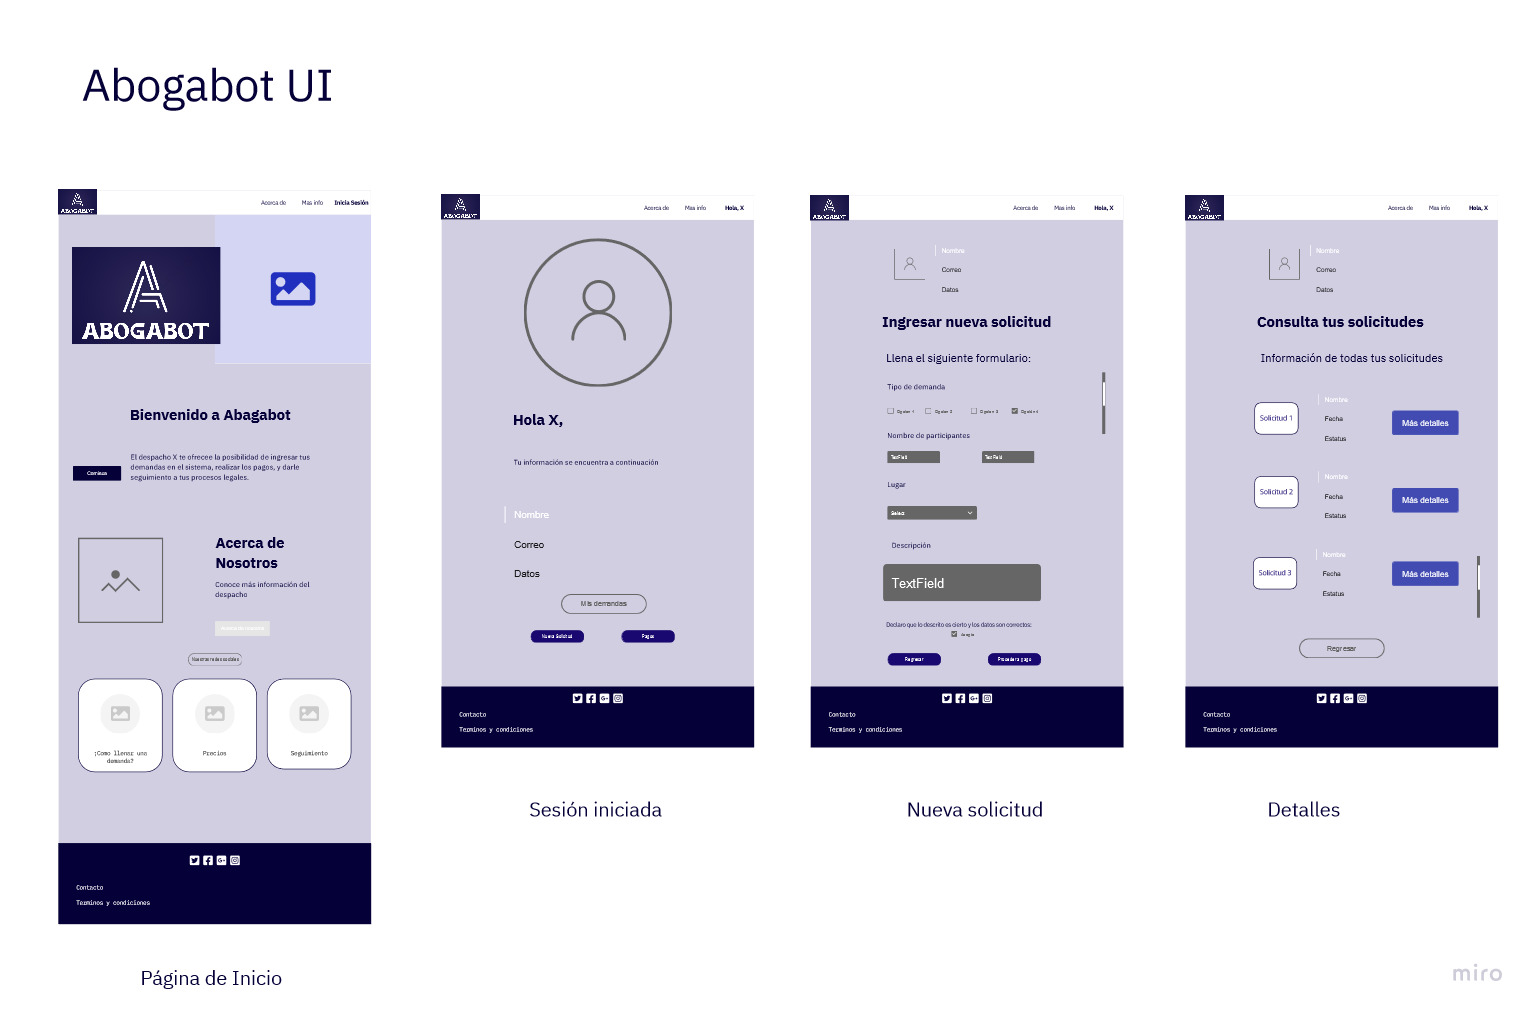 Abogabot UI
ABOGABOT
Acerca de
Mas info
Inicia Sesión
ABOGABOT
Bienvenido a Abagabot
El despacho X te ofrece la posibilidad de ingresar tus
demandas en el sistema, realizar los pagos, y darle
seguimiento a tus procesos legales.
Comienza
Acerca de
Nosotros
Conoce más información del
despacho
Nuestras redes sociales
¿Como llenar una
demanda?
Precios
Seguimiento
Contacto
Terminos y condiciones
Página de Inicio
ABOGABOT
Acerca de
Mas info
Hola, X
Hola X,
Tu información se encuentra a continuación
Nombre
Correo
Datos
Mis demandas
Nueva Solicitud
Pagos
Contacto
Terminos y condiciones
Sesión iniciada
ABOGABOT
Acerca de
Mas info
Hola, X
Nombre
Correo
Datos
Ingresar nueva solicitud
Llena el siguiente formulario:
Tipo de demanda
Opción 1
Opción 2
Opción 3
Opción 4
Nombre de participantes
TextField
TextField
Lugar
Select
Descripción
TextField
Declaro que lo descrito es cierto y los datos son correctos:
Acepto
Regresar
Proceder a pago
Contacto
Terminos y condiciones
Nueva solicitud
ABOGABOT
Acerca de
Mas info
Hola, X
Nombre
Correo
Datos
Consulta tus solicitudes
Información de todas tus solicitudes
Solicitud 1
Nombre
Fecha
Estatus
Más detalles
Solicitud 2
Nombre
Fecha
Estatus
Más detalles
Solicitud 3
Nombre
Fecha
Estatus
Más detalles
Regresar
Contacto
Terminos y condiciones
Detalles
miro